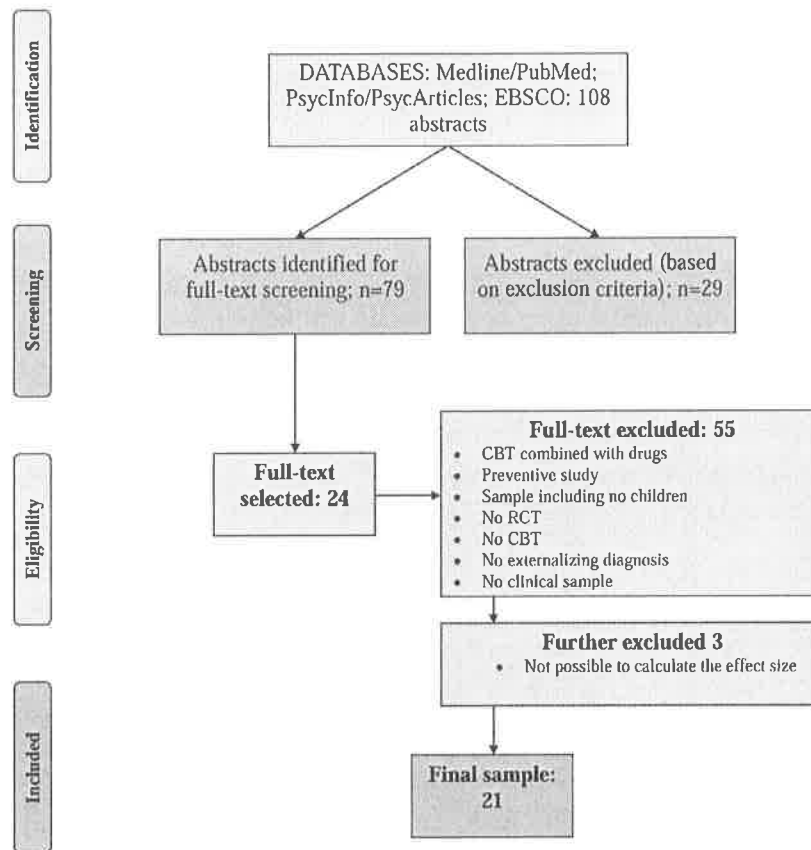 Identification
DATABASES: Medline/PubMed;
PsycInfo/PsycArticles; EBSCO: 108
abstracts
Screening
Abstracts identified for
full-text screening; n=79
Abstracts excluded (based
on exclusion criteria); n=29
Eligibility
Full-text
selected: 24
Full-text excluded: 55
• CBT combined with drugs
• Preventive study
• Sample including no children
• No RCT
• No CBT
• No externalizing diagnosis
• No clinical sample
Further excluded 3
• Not possible to calculate the effect size
Included
Final sample:
21